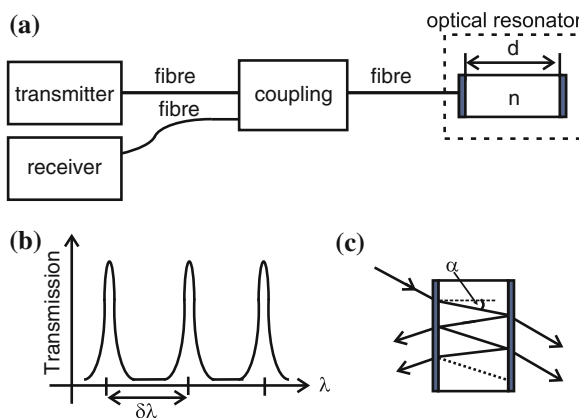 (a)
optical resonator
d
n
fibre
fibre
fibre
transmitter
coupling
receiver
(b)
Transmission
δλ
λ
(c)
α